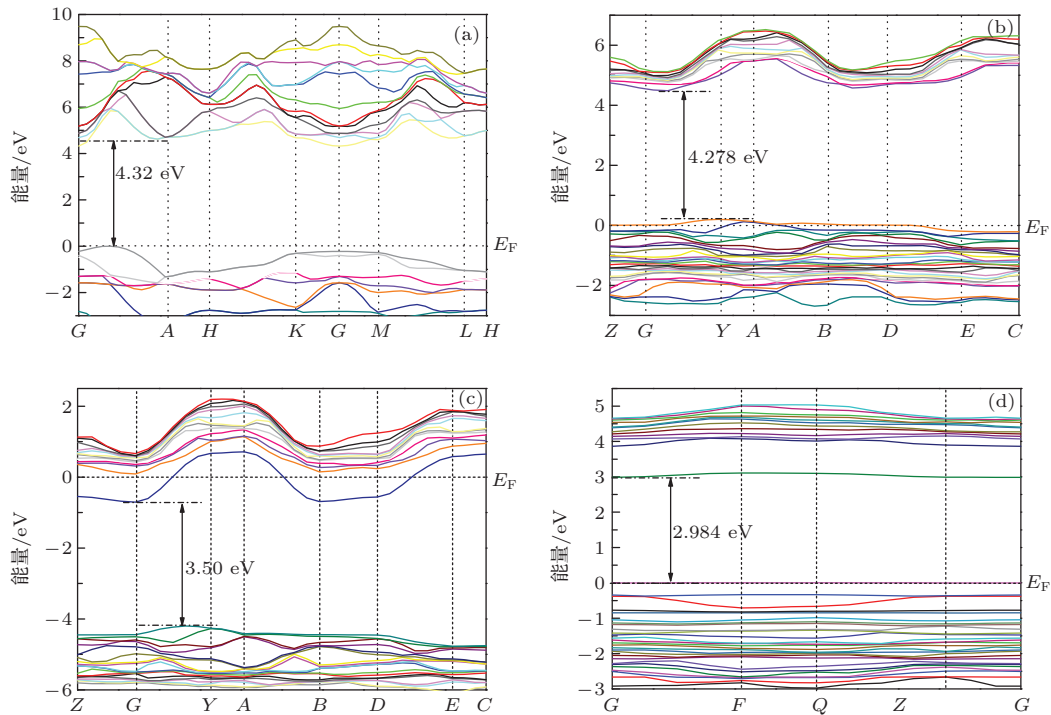 (a)
10
8
6
4
2
0
−2
能量/eV
4.32 eV
E_F
G A H K G M L H
(b)
6
4
2
0
−2
能量/eV
4.278 eV
E_F
Z G Y A B D E C
(c)
2
0
−2
−4
−6
能量/eV
3.50 eV
E_F
Z G Y A B D E C
(d)
5
4
3
2
1
0
−1
−2
−3
能量/eV
2.984 eV
E_F
G F Q Z G